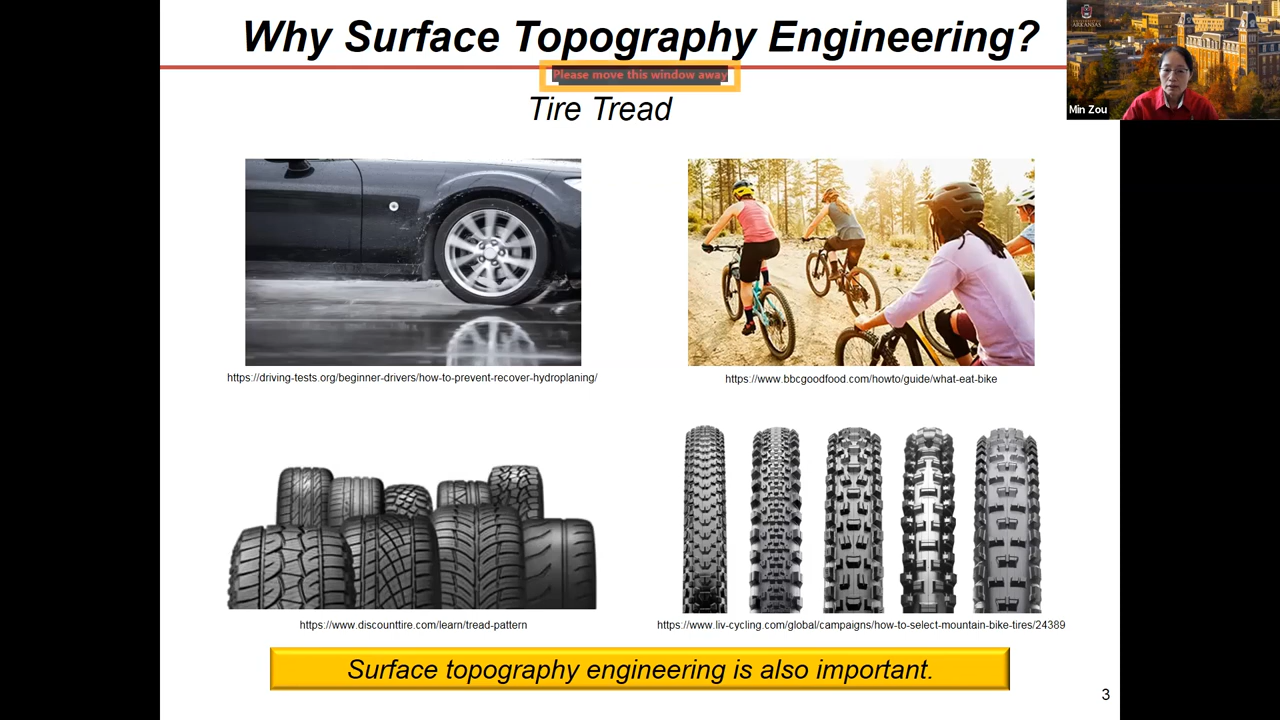 Why Surface Topography Engineering?
Please move this window away
Tire Tread
ARKANSAS
Min Zou
https://driving-tests.org/beginner-drivers/how-to-prevent-recover-hydroplaning/
https://www.bbcgoodfood.com/howto/guide/what-eat-bike
https://www.discounttire.com/learn/tread-pattern
https://www.liv-cycling.com/global/campaigns/how-to-select-mountain-bike-tires/24389
Surface topography engineering is also important.
3